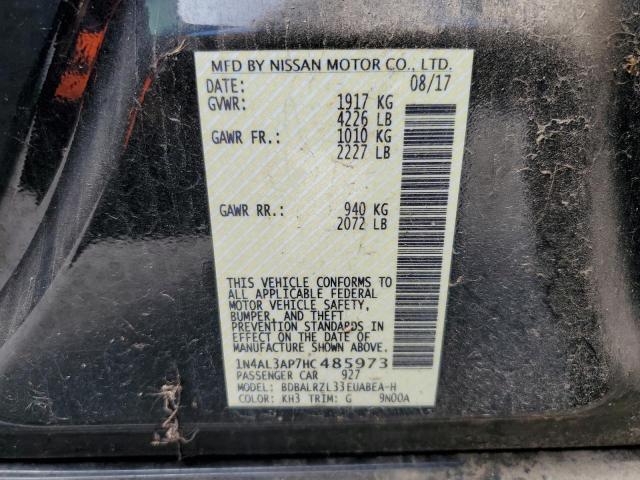 MFD BY NISSAN MOTOR CO., LTD.
DATE: 08/17
GVWR: 1917 KG
4226 LB
GAWR FR.: 1010 KG
2227 LB
GAWR RR.: 940 KG
2072 LB
THIS VEHICLE CONFORMS TO
ALL APPLICABLE FEDERAL
MOTOR VEHICLE SAFETY,
BUMPER, AND THEFT
PREVENTION STANDARDS IN
EFFECT ON THE DATE OF
MANUFACTURE SHOWN ABOVE.
1N4AL3AP7HC485973
PASSENGER CAR 927
MODEL: BDBALRZL33EUABEA-H
COLOR: KH3 TRIM: G 9N00A